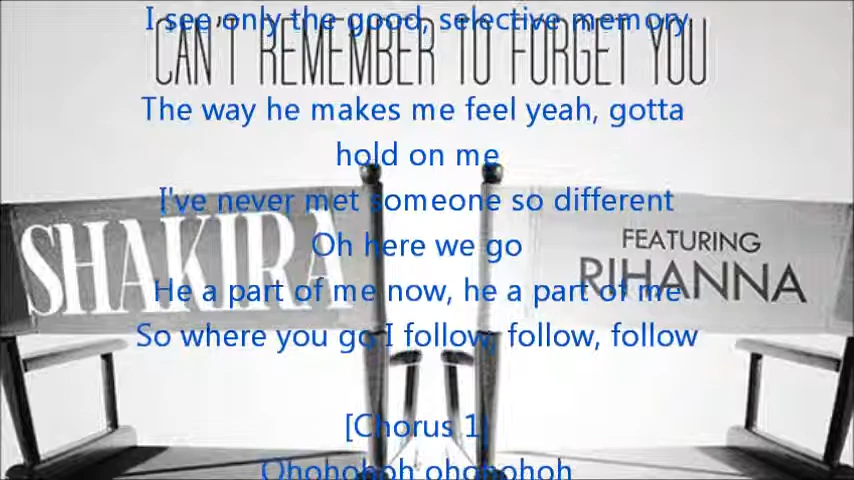 I see only the good, selective memory
CAN'T REMEMBER TO FORGET YOU
The way he makes me feel yeah, gotta
hold on me
I've never met someone so different
SHAKIRA
Oh here we go
FEATURING
RIHANNA
He a part of me now, he a part of me
So where you go I follow, follow, follow
[Chorus 1]
Ohohohoh ohohohoh